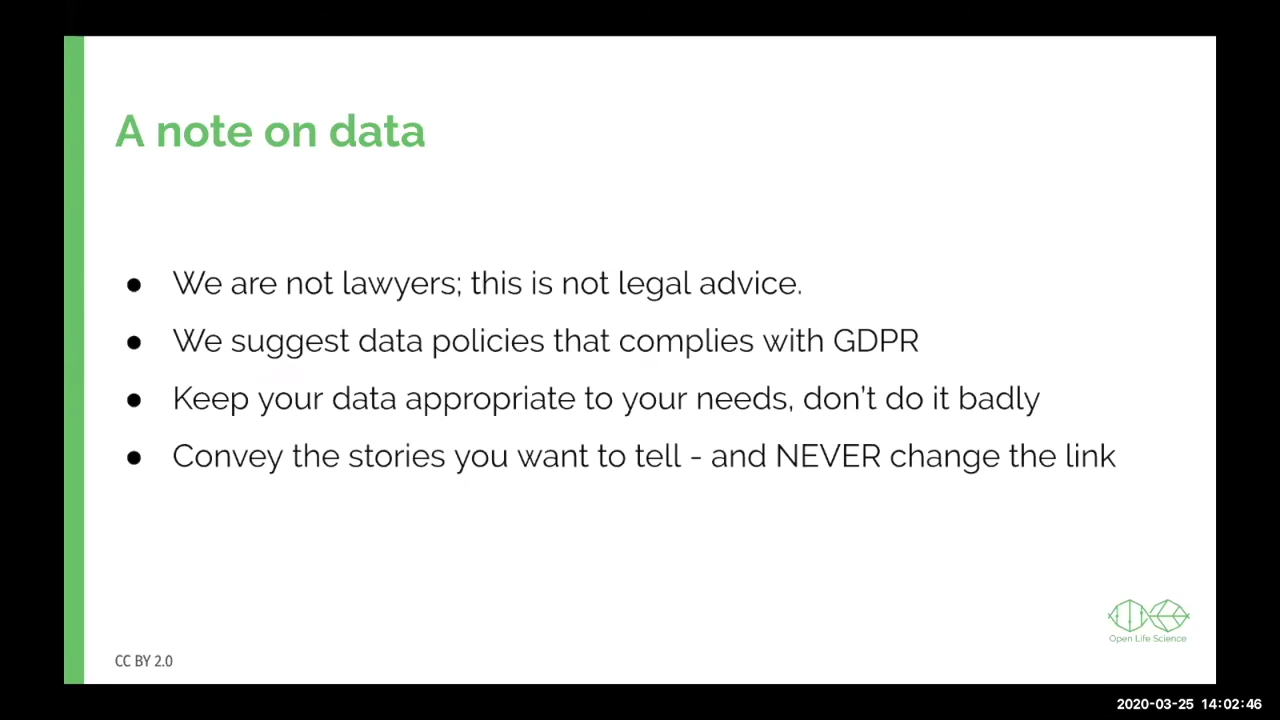 A note on data
● We are not lawyers; this is not legal advice.
● We suggest data policies that complies with GDPR
● Keep your data appropriate to your needs, don't do it badly
● Convey the stories you want to tell - and NEVER change the link
Open Life Science
CC BY 2.0
2020-03-25 14:02:46